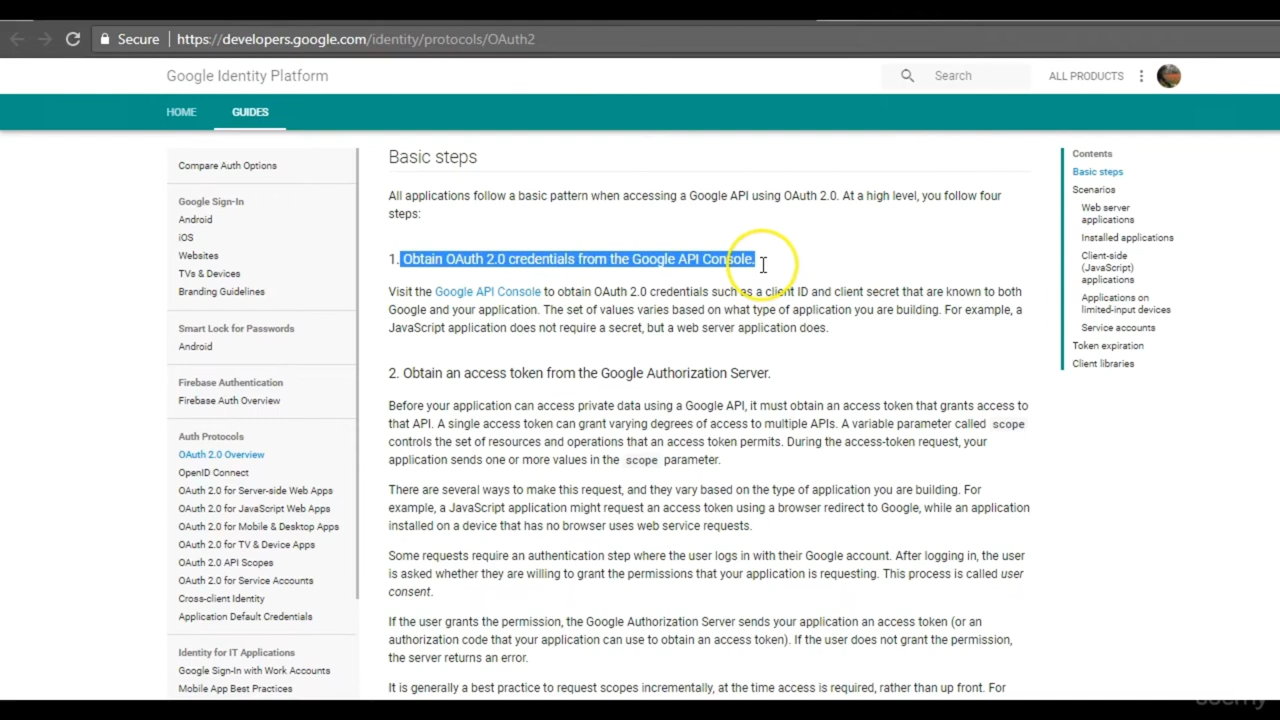 Secure
https://developers.google.com/identity/protocols/OAuth2
Google Identity Platform
Search
ALL PRODUCTS
HOME
GUIDES
Compare Auth Options
Google Sign-In
Android
iOS
Websites
TVs & Devices
Branding Guidelines
Smart Lock for Passwords
Android
Firebase Authentication
Firebase Auth Overview
Auth Protocols
OAuth 2.0 Overview
OpenID Connect
OAuth 2.0 for Server-side Web Apps
OAuth 2.0 for JavaScript Web Apps
OAuth 2.0 for Mobile & Desktop Apps
OAuth 2.0 for TV & Device Apps
OAuth 2.0 API Scopes
OAuth 2.0 for Service Accounts
Cross-client Identity
Application Default Credentials
Identity for IT Applications
Google Sign-In with Work Accounts
Mobile App Best Practices
Basic steps
All applications follow a basic pattern when accessing a Google API using OAuth 2.0. At a high level, you follow four
steps:
1. Obtain OAuth 2.0 credentials from the Google API Console.
Visit the Google API Console to obtain OAuth 2.0 credentials such as a client ID and client secret that are known to both
Google and your application. The set of values varies based on what type of application you are building. For example, a
JavaScript application does not require a secret, but a web server application does.
2. Obtain an access token from the Google Authorization Server.
Before your application can access private data using a Google API, it must obtain an access token that grants access to
that API. A single access token can grant varying degrees of access to multiple APIs. A variable parameter called scope
controls the set of resources and operations that an access token permits. During the access-token request, your
application sends one or more values in the scope parameter.
There are several ways to make this request, and they vary based on the type of application you are building. For
example, a JavaScript application might request an access token using a browser redirect to Google, while an application
installed on a device that has no browser uses web service requests.
Some requests require an authentication step where the user logs in with their Google account. After logging in, the user
is asked whether they are willing to grant the permissions that your application is requesting. This process is called user
consent.
If the user grants the permission, the Google Authorization Server sends your application an access token (or an
authorization code that your application can use to obtain an access token). If the user does not grant the permission,
the server returns an error.
It is generally a best practice to request scopes incrementally, at the time access is required, rather than up front. For
Contents
Basic steps
Scenarios
Web server
applications
Installed applications
Client-side
(JavaScript)
applications
Applications on
limited-input devices
Service accounts
Token expiration
Client libraries